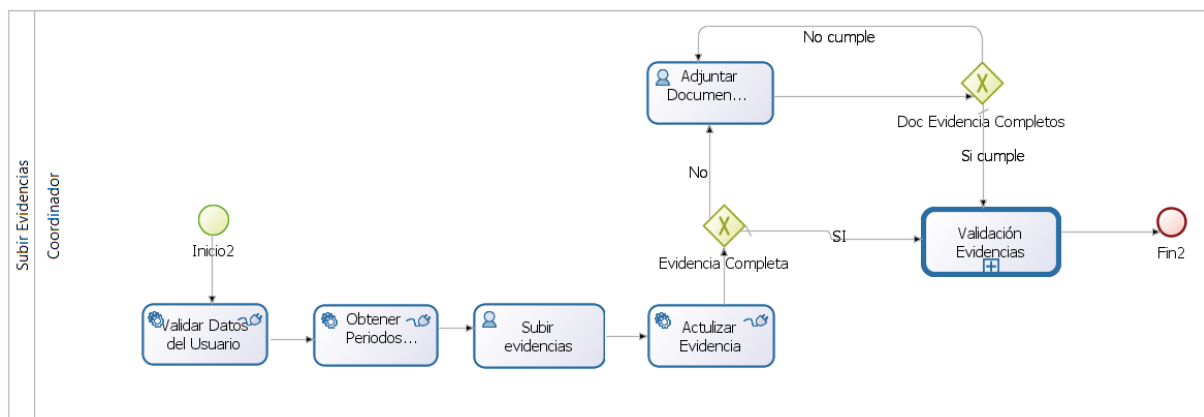 Subir Evidencias
Coordinador
Inicio2
Validar Datos
del Usuario
Obtener
Periodos...
Subir
evidencias
Actulizar
Evidencia
Evidencia Completa
No
SI
Adjuntar
Documen...
No cumple
Doc Evidencia Completos
Si cumple
Validación
Evidencias
Fin2